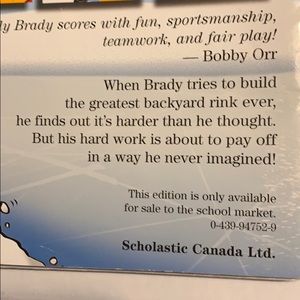 Brady scores with fun, sportsmanship,
teamwork, and fair play!
— Bobby Orr
When Brady tries to build
the greatest backyard rink ever,
he finds out it's harder than he thought.
But his hard work is about to pay off
in a way he never imagined!
This edition is only available
for sale to the school market.
0-439-94752-9
Scholastic Canada Ltd.